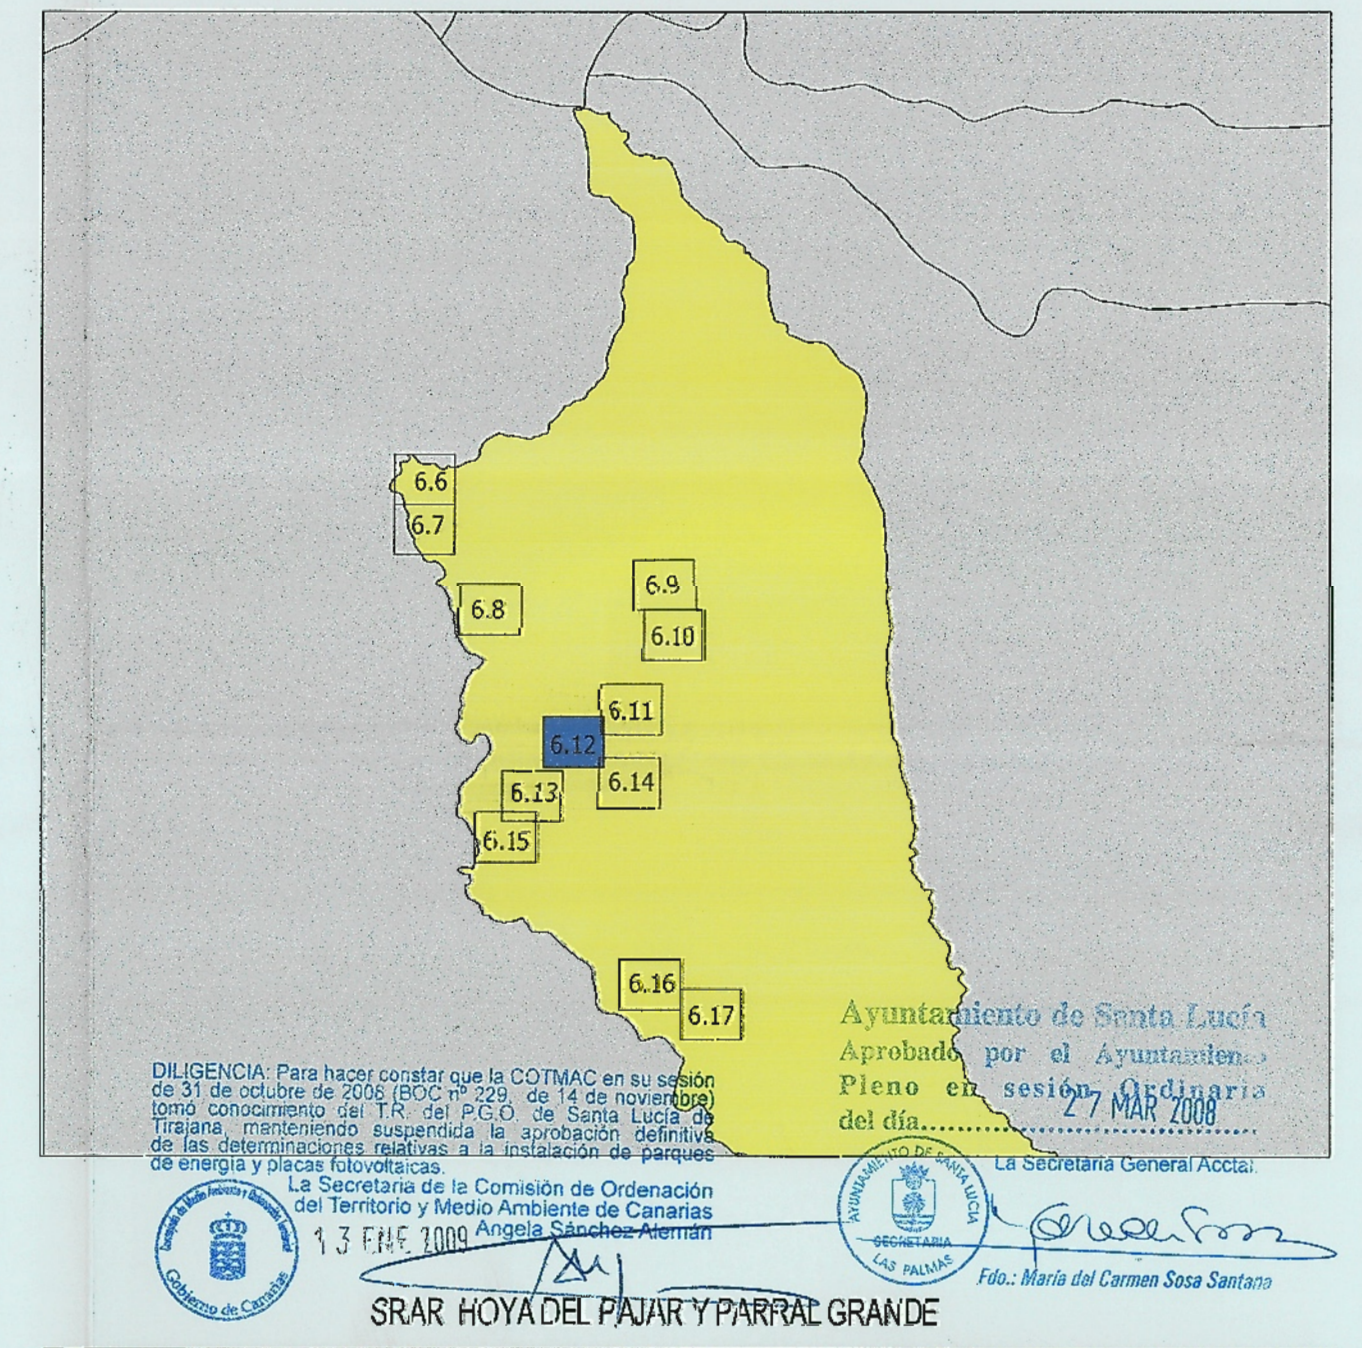 6.6
6.7
6.8
6.9
6.10
6.11
6.12
6.13
6.14
6.15
6.16
6.17
Ayuntamiento de Santa Lucía
Aprobado por el Ayuntamiento
Pleno en sesión Ordinaria
del día
27 MAR 2008
La Secretaria General Acctal.
AYUNTAMIENTO DE SANTA LUCIA
SECRETARIA
LAS PALMAS
Fdo.: María del Carmen Sosa Santana
DILIGENCIA: Para hacer constar que la COTMAC en su sesión
de 31 de octubre de 2008 (BOC nº 229, de 14 de noviembre)
tomó conocimiento del T.R. del P.G.O. de Santa Lucía de
Tirajana, manteniendo suspendida la aprobación definitiva
de las determinaciones relativas a la instalación de parques
de energía y placas fotovoltaicas.
La Secretaria de la Comisión de Ordenación
del Territorio y Medio Ambiente de Canarias
13 ENE 2009 Angela Sánchez Alemán
Consejería de Medio Ambiente y Ordenación Territorial
Gobierno de Canarias
SRAR HOYA DEL PAJAR Y PARRAL GRANDE